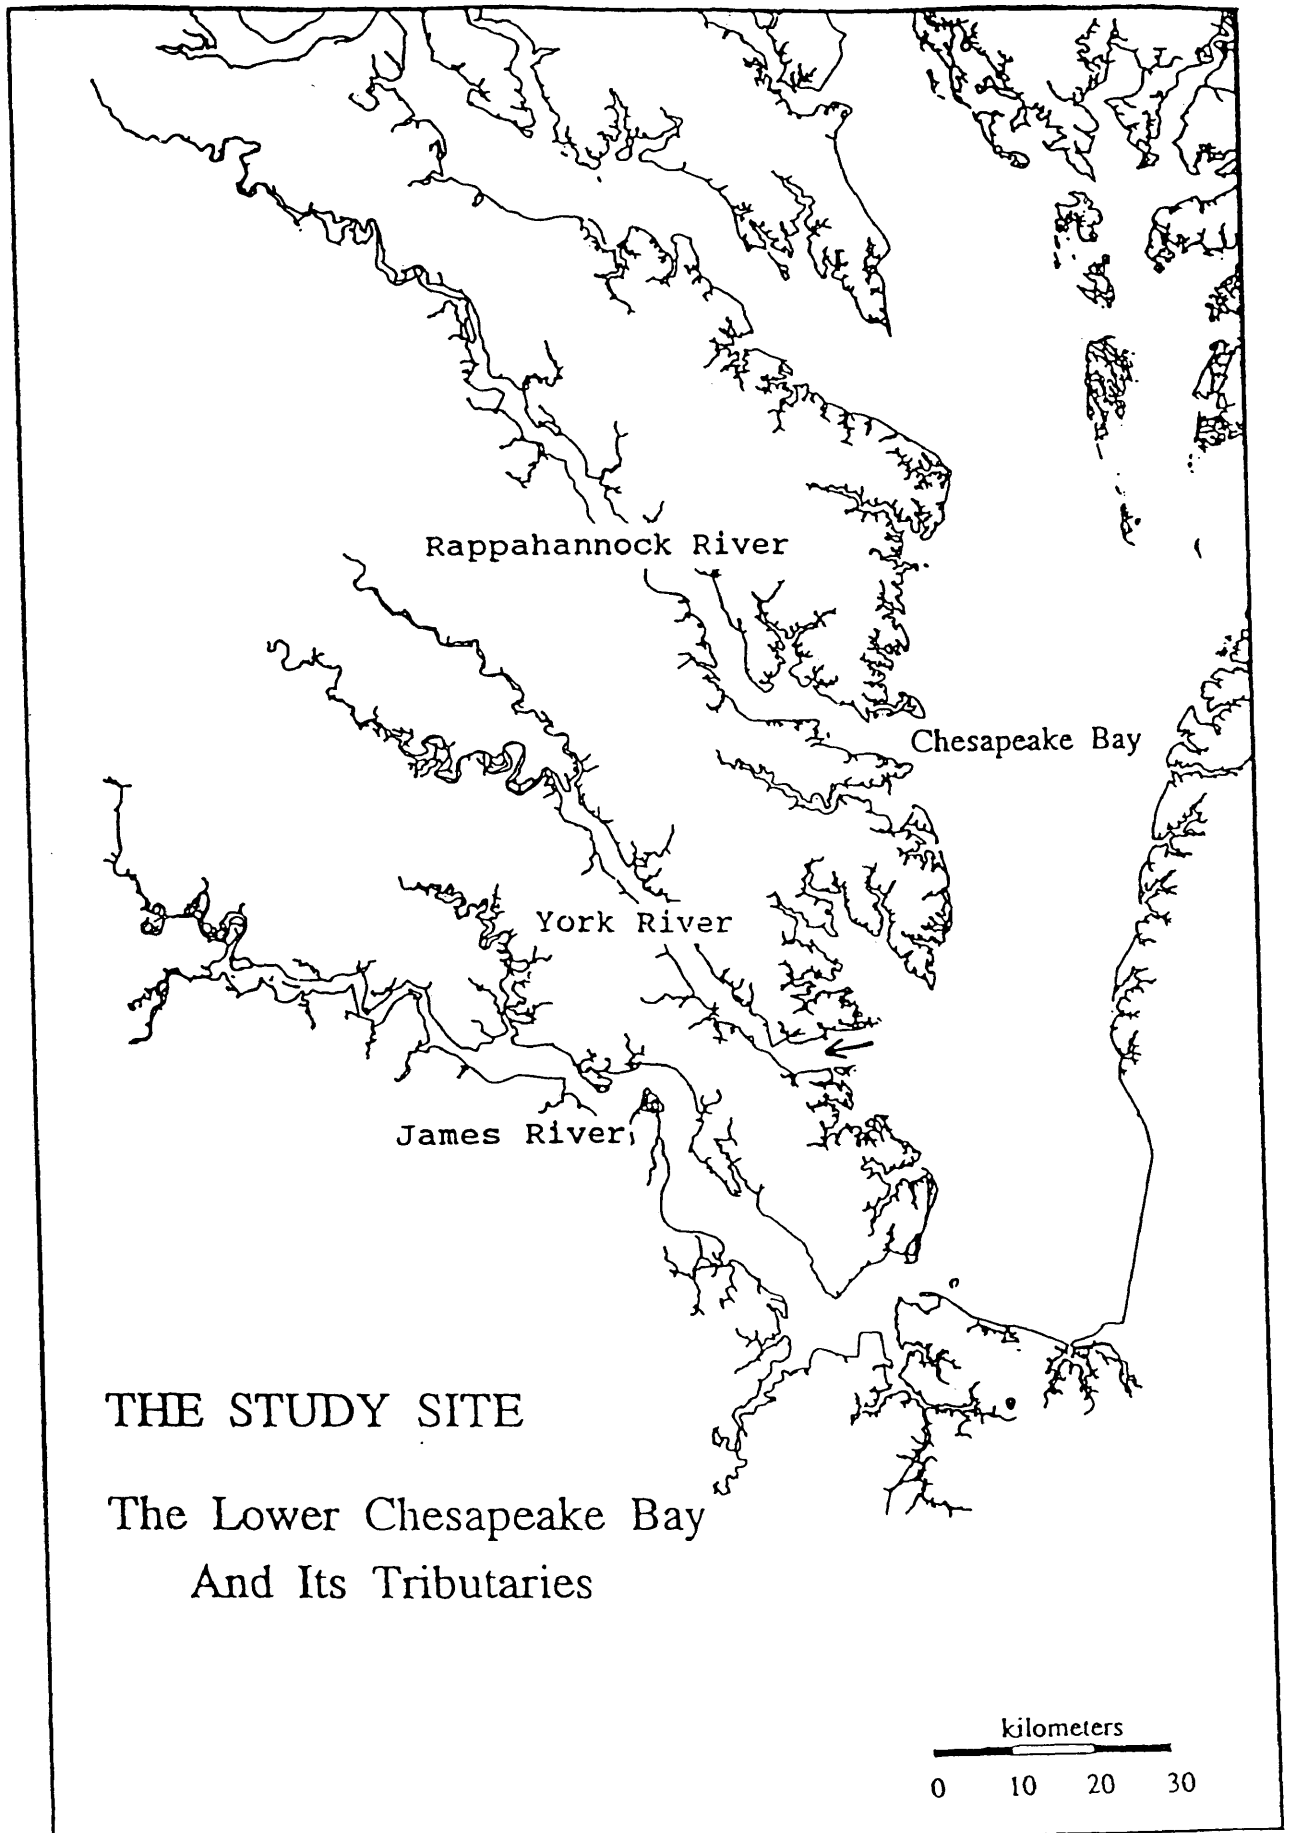 Rappahannock River
Chesapeake Bay
York River
James River
THE STUDY SITE
The Lower Chesapeake Bay
And Its Tributaries
kilometers
0 10 20 30